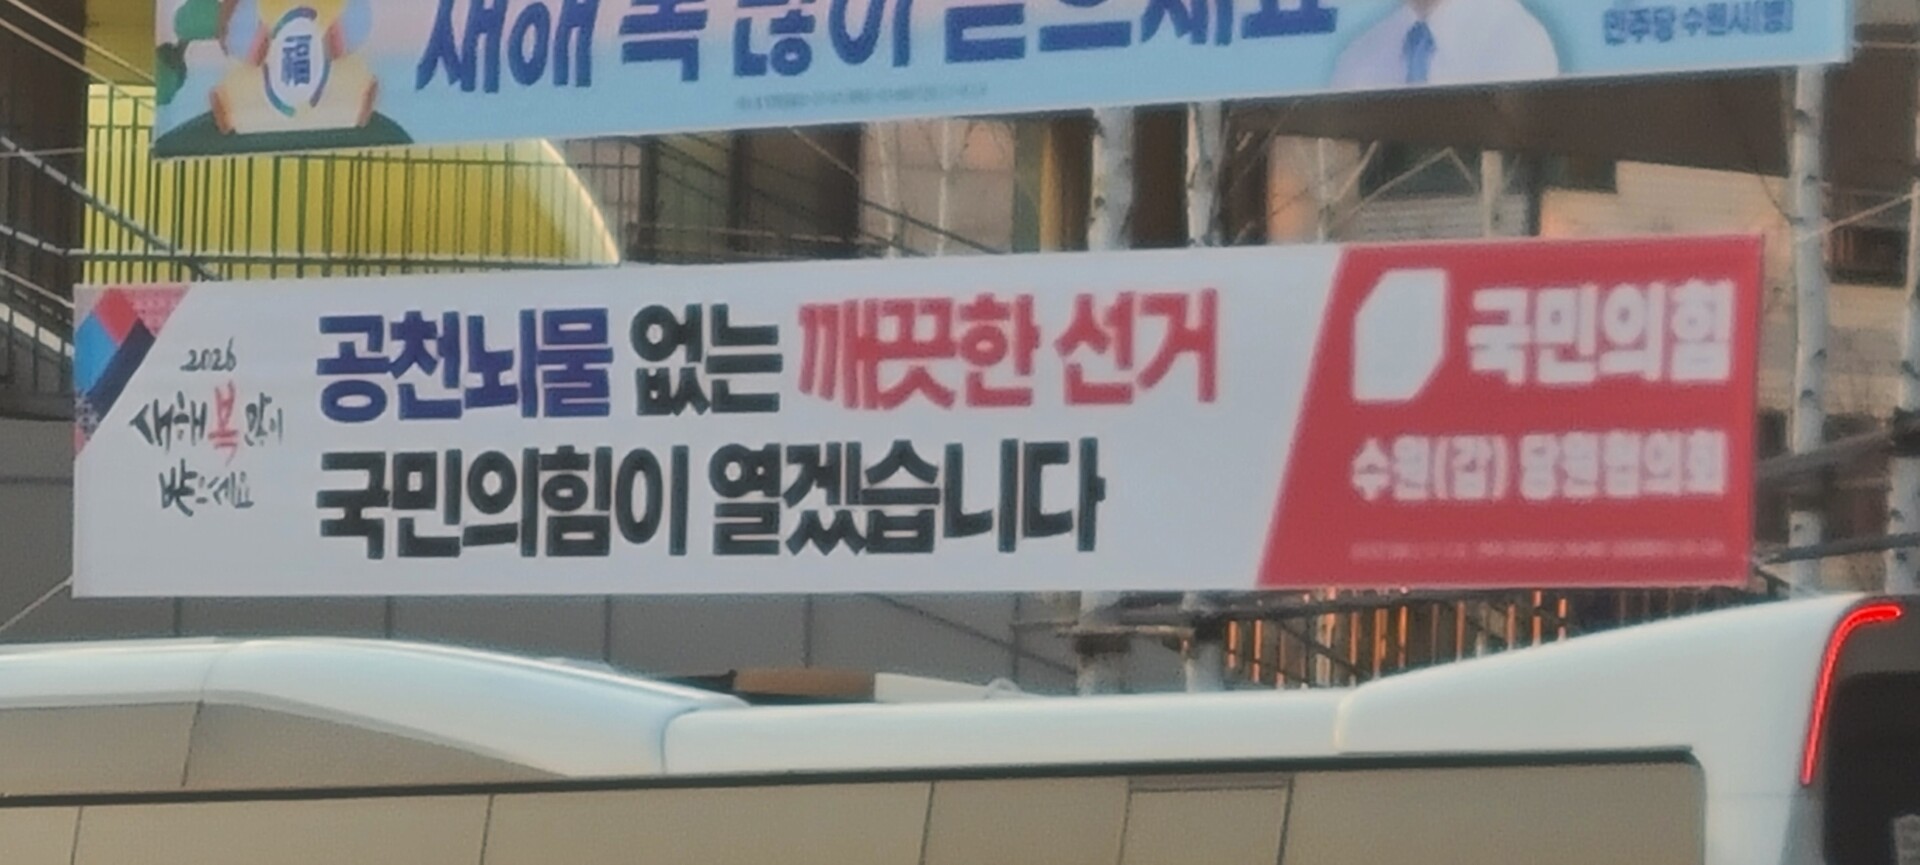 새해 복 많이 받으세요
福
민주당 수원시(병)
2026
새해 복 많이
받으세요
공천뇌물 없는 깨끗한 선거
국민의힘이 열겠습니다
국민의힘
수원(갑) 당원협의회